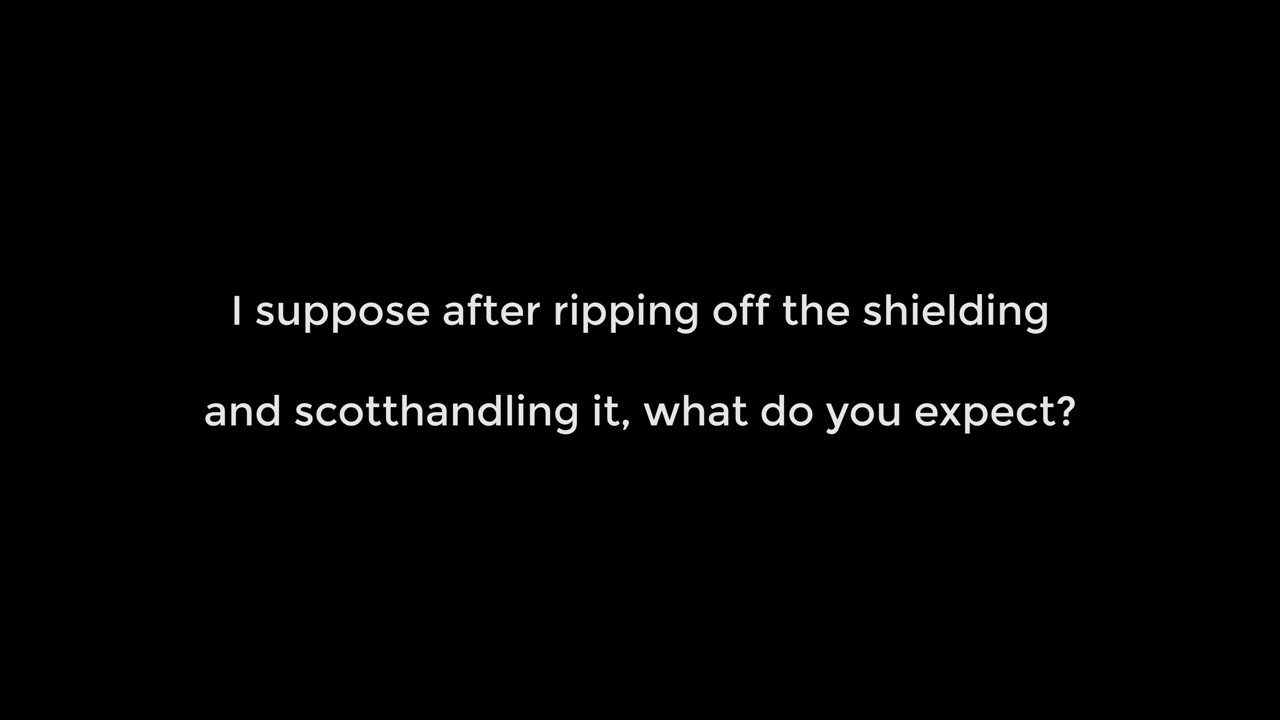 I suppose after ripping off the shielding
and scotthandling it, what do you expect?